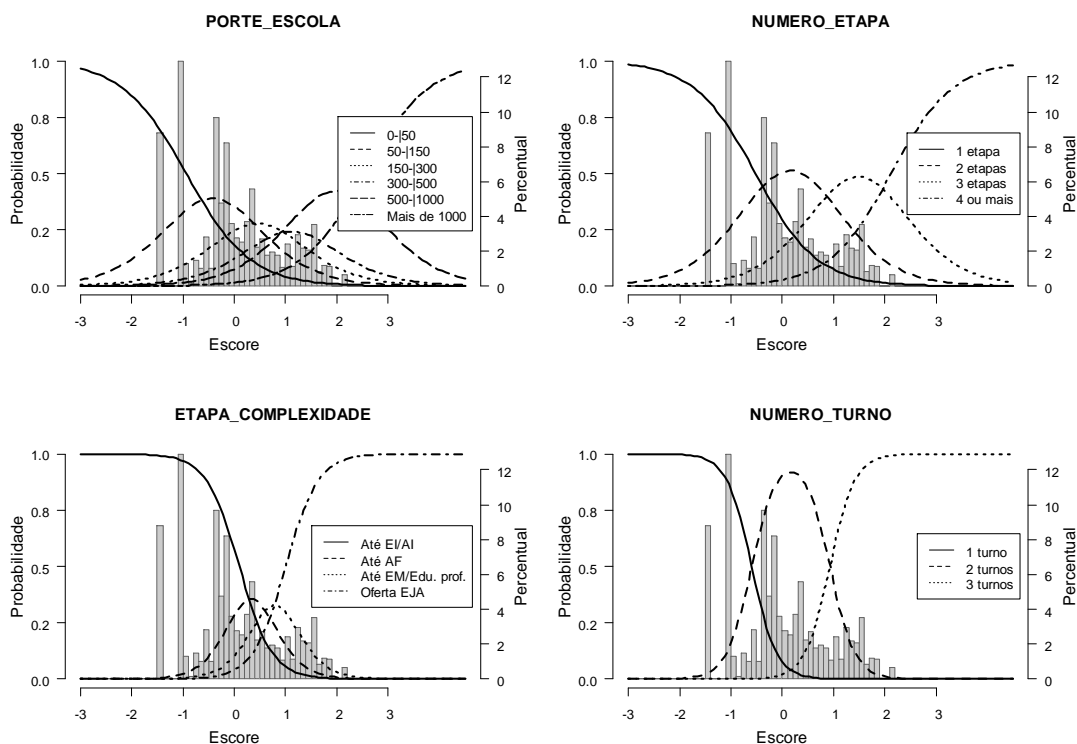 PORTE_ESCOLA
Probabilidade
1.0
0.8
0.5
0.2
0.0
12
10
8
6
4
2
0
Percentual
0-|50
50-|150
150-|300
300-|500
500-|1000
Mais de 1000
-3 -2 -1 0 1 2 3
Escore
NUMERO_ETAPA
Probabilidade
1.0
0.8
0.5
0.2
0.0
12
10
8
6
4
2
0
Percentual
1 etapa
2 etapas
3 etapas
4 ou mais
-3 -2 -1 0 1 2 3
Escore
ETAPA_COMPLEXIDADE
Probabilidade
1.0
0.8
0.5
0.2
0.0
12
10
8
6
4
2
0
Percentual
Até EI/AI
Até AF
Até EM/Edu. prof.
Oferta EJA
-3 -2 -1 0 1 2 3
Escore
NUMERO_TURNO
Probabilidade
1.0
0.8
0.5
0.2
0.0
12
10
8
6
4
2
0
Percentual
1 turno
2 turnos
3 turnos
-3 -2 -1 0 1 2 3
Escore